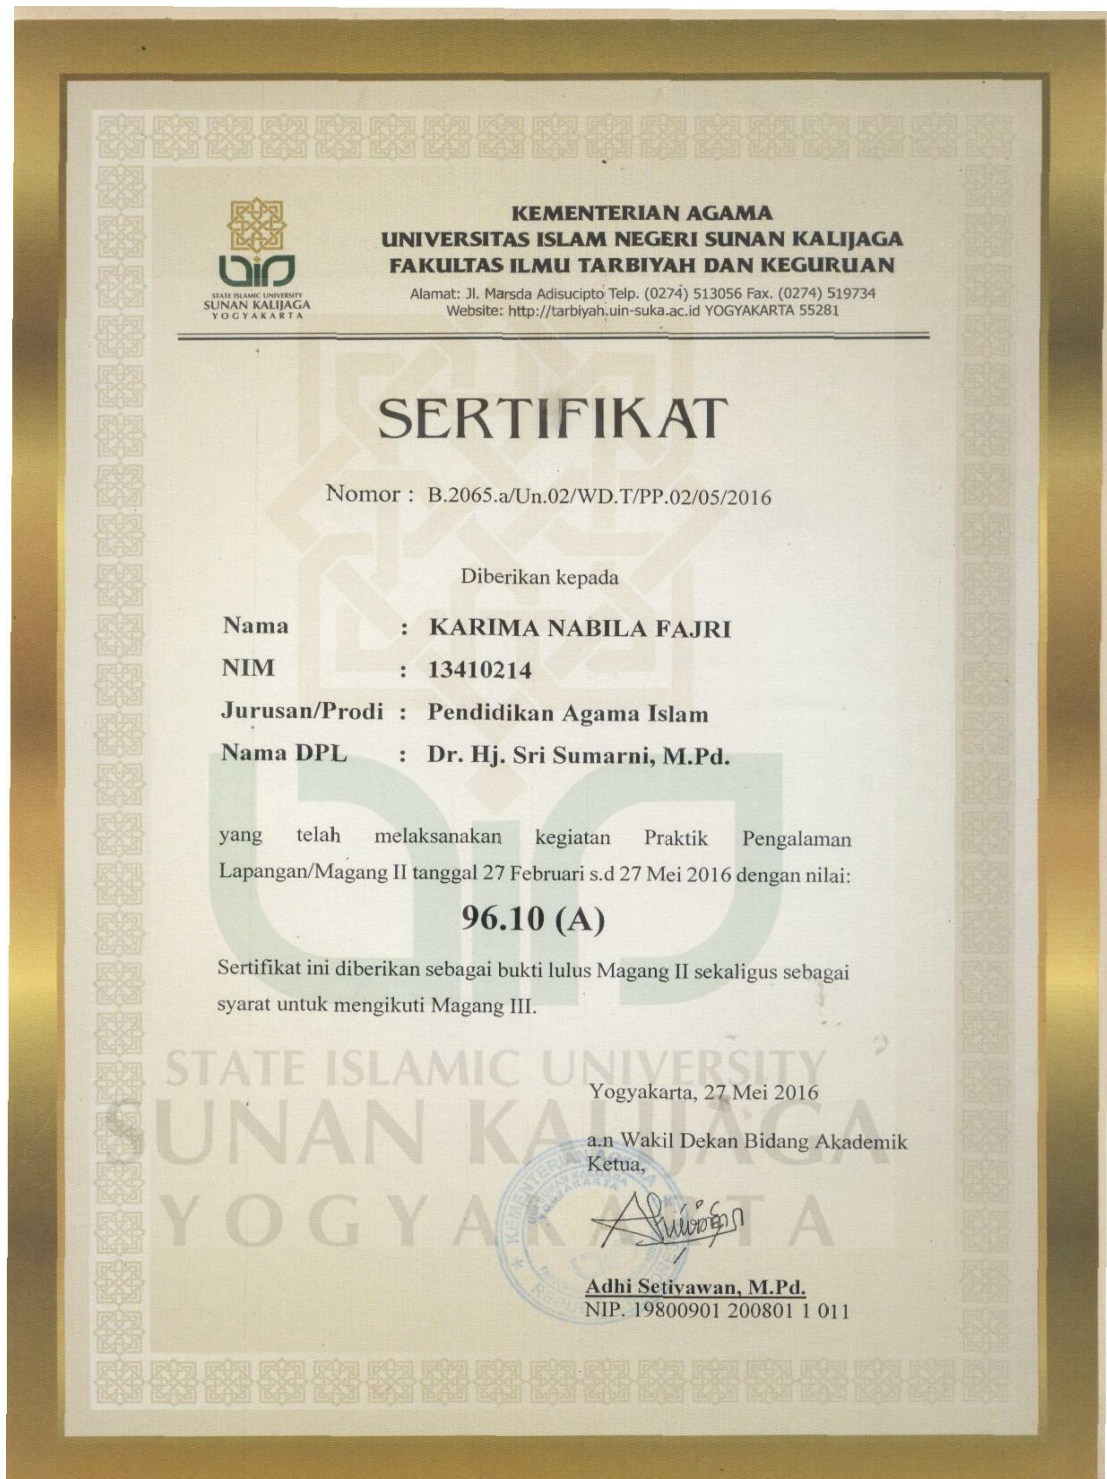 KEMENTERIAN AGAMA
UNIVERSITAS ISLAM NEGERI SUNAN KALIJAGA
FAKULTAS ILMU TARBIYAH DAN KEGURUAN
Alamat: Jl. Marsda Adisucipto Telp. (0274) 513056 Fax. (0274) 519734
Website: http://tarbiyah.uin-suka.ac.id YOGYAKARTA 55281
uin
STATE ISLAMIC UNIVERSITY
SUNAN KALIJAGA
YOGYAKARTA
SERTIFIKAT
Nomor : B.2065.a/Un.02/WD.T/PP.02/05/2016
Diberikan kepada
Nama : KARIMA NABILA FAJRI
NIM : 13410214
Jurusan/Prodi : Pendidikan Agama Islam
Nama DPL : Dr. Hj. Sri Sumarni, M.Pd.
yang telah melaksanakan kegiatan Praktik Pengalaman
Lapangan/Magang II tanggal 27 Februari s.d 27 Mei 2016 dengan nilai:
96.10 (A)
Sertifikat ini diberikan sebagai bukti lulus Magang II sekaligus sebagai
syarat untuk mengikuti Magang III.
STATE ISLAMIC UNIVERSITY
SUNAN KALIJAGA
YOGYAKARTA
Yogyakarta, 27 Mei 2016
a.n Wakil Dekan Bidang Akademik
Ketua,
KEMENTERIAN AGAMA
YOGYAKARTA
Adhi Setiyawan, M.Pd.
NIP. 19800901 200801 1 011